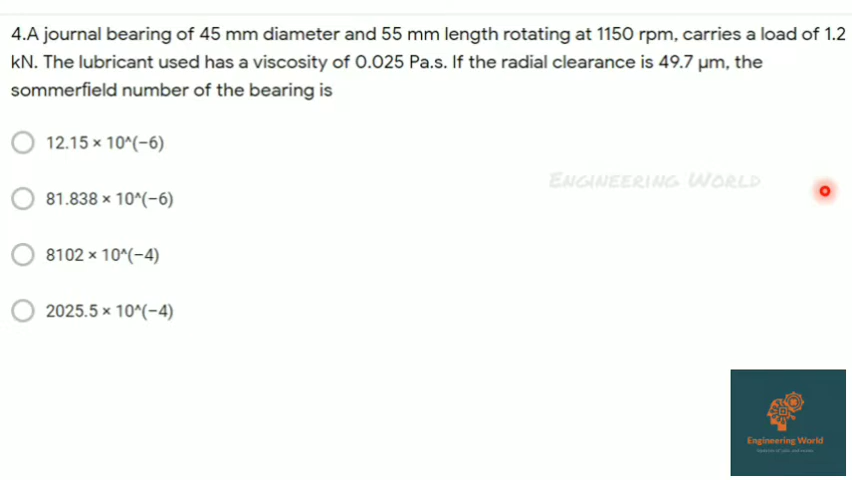 4.A journal bearing of 45 mm diameter and 55 mm length rotating at 1150 rpm, carries a load of 1.2
kN. The lubricant used has a viscosity of 0.025 Pa.s. If the radial clearance is 49.7 μm, the
sommerfield number of the bearing is
12.15 × 10^(−6)
ENGINEERING WORLD
81.838 × 10^(−6)
8102 × 10^(−4)
2025.5 × 10^(−4)
Engineering World